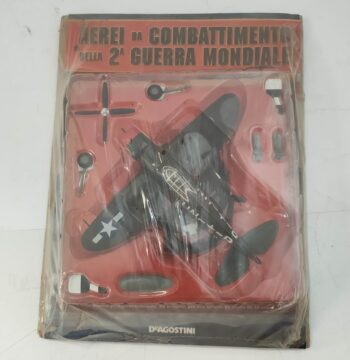 AEREI DA COMBATTIMENTO
DELLA 2ª GUERRA MONDIALE
DEAGOSTINI